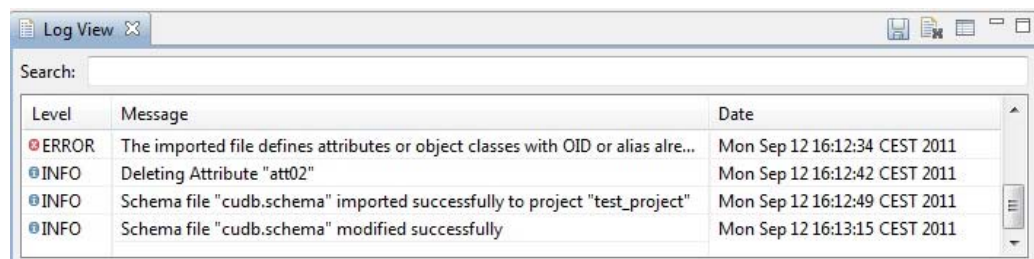 Log View
Search:
Level Message Date
ERROR The imported file defines attributes or object classes with OID or alias alre... Mon Sep 12 16:12:34 CEST 2011
INFO Deleting Attribute "att02" Mon Sep 12 16:12:42 CEST 2011
INFO Schema file "cudb.schema" imported successfully to project "test_project" Mon Sep 12 16:12:49 CEST 2011
INFO Schema file "cudb.schema" modified successfully Mon Sep 12 16:13:15 CEST 2011